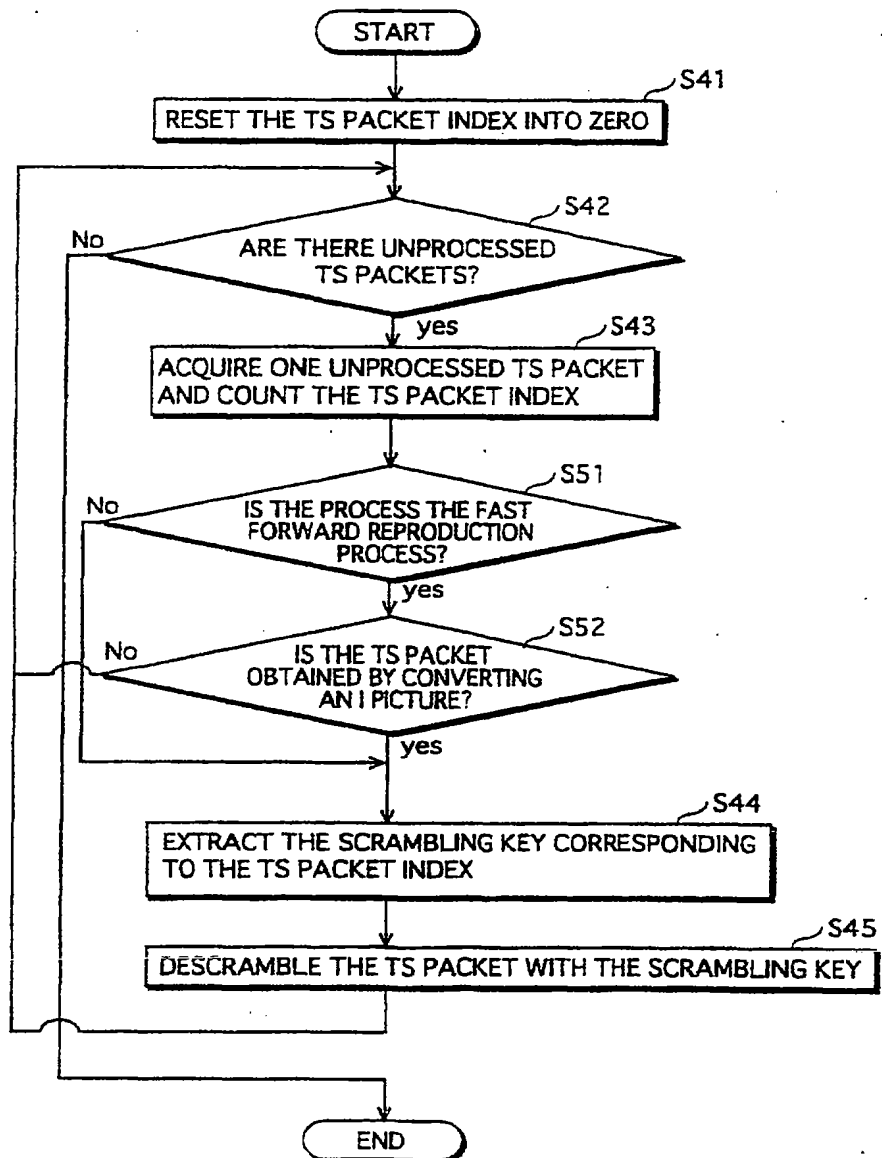 START
S41
RESET THE TS PACKET INDEX INTO ZERO
S42
No
ARE THERE UNPROCESSED
TS PACKETS?
yes
S43
ACQUIRE ONE UNPROCESSED TS PACKET
AND COUNT THE TS PACKET INDEX
S51
No
IS THE PROCESS THE FAST
FORWARD REPRODUCTION
PROCESS?
yes
S52
No
IS THE TS PACKET
OBTAINED BY CONVERTING
AN I PICTURE?
yes
S44
EXTRACT THE SCRAMBLING KEY CORRESPONDING
TO THE TS PACKET INDEX
S45
DESCRAMBLE THE TS PACKET WITH THE SCRAMBLING KEY
END